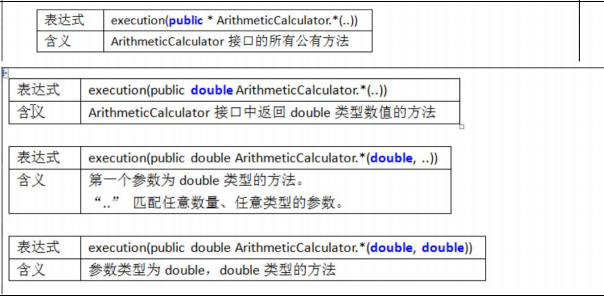 表达式 execution(public * ArithmeticCalculator.*(..))
含义 ArithmeticCalculator 接口的所有公有方法
表达式 execution(public double ArithmeticCalculator.*(..))
含义 ArithmeticCalculator 接口中返回 double 类型数值的方法
表达式 execution(public double ArithmeticCalculator.*(double, ..))
含义 第一个参数为 double 类型的方法。
“..” 匹配任意数量、任意类型的参数。
表达式 execution(public double ArithmeticCalculator.*(double, double))
含义 参数类型为 double，double 类型的方法